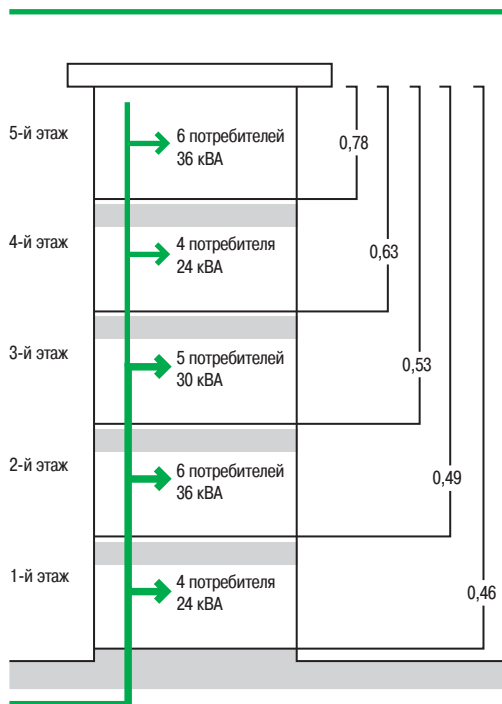 5-й этаж
6 потребителей
36 кВА
0,78
4-й этаж
4 потребителя
24 кВА
0,63
3-й этаж
5 потребителей
30 кВА
0,53
2-й этаж
6 потребителей
36 кВА
0,49
1-й этаж
4 потребителя
24 кВА
0,46